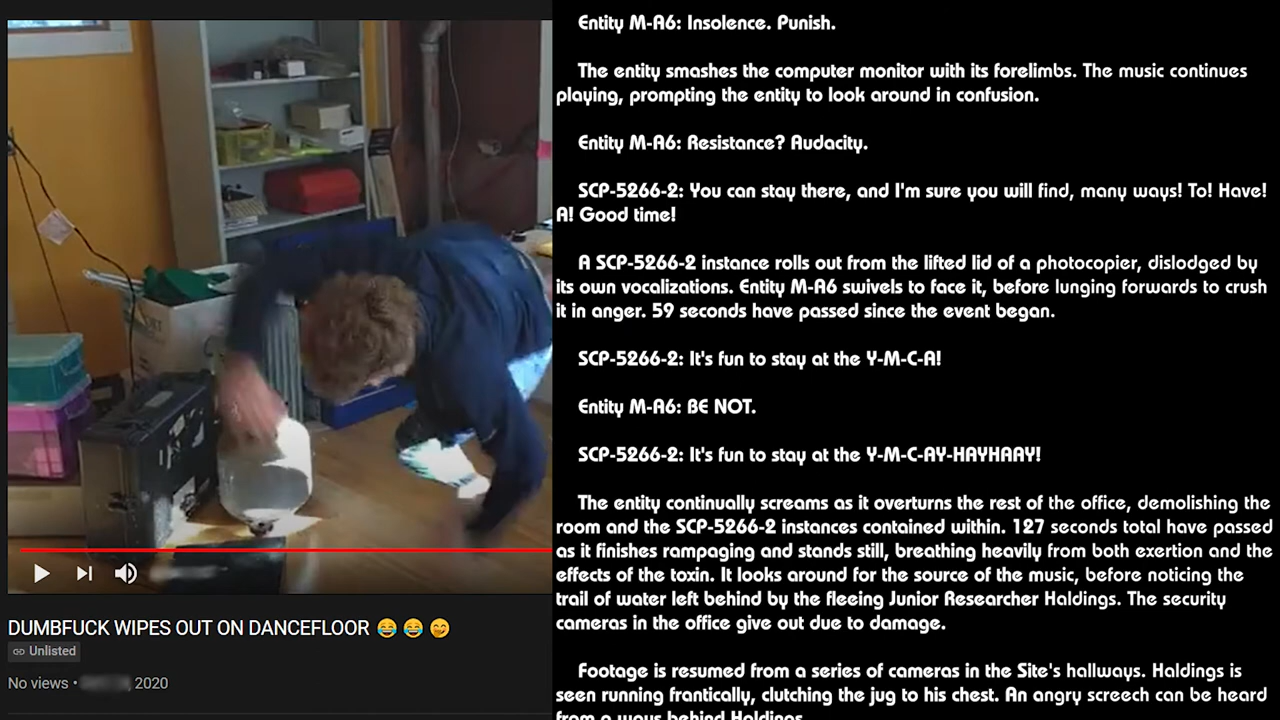 DUMBFUCK WIPES OUT ON DANCEFLOOR 😂 😂 🤭
Unlisted
No views • 2020
Entity M-A6: Insolence. Punish.
The entity smashes the computer monitor with its forelimbs. The music continues
playing, prompting the entity to look around in confusion.
Entity M-A6: Resistance? Audacity.
SCP-5266-2: You can stay there, and I'm sure you will find, many ways! To! Have!
A! Good time!
A SCP-5266-2 instance rolls out from the lifted lid of a photocopier, dislodged by
its own vocalizations. Entity M-A6 swivels to face it, before lunging forwards to crush
it in anger. 59 seconds have passed since the event began.
SCP-5266-2: It's fun to stay at the Y-M-C-A!
Entity M-A6: BE NOT.
SCP-5266-2: It's fun to stay at the Y-M-C-AY-HAYHAAY!
The entity continually screams as it overturns the rest of the office, demolishing the
room and the SCP-5266-2 instances contained within. 127 seconds total have passed
as it finishes rampaging and stands still, breathing heavily from both exertion and the
effects of the toxin. It looks around for the source of the music, before noticing the
trail of water left behind by the fleeing Junior Researcher Haldings. The security
cameras in the office give out due to damage.
Footage is resumed from a series of cameras in the Site's hallways. Haldings is
seen running frantically, clutching the jug to his chest. An angry screech can be heard
from a ways behind Haldings.